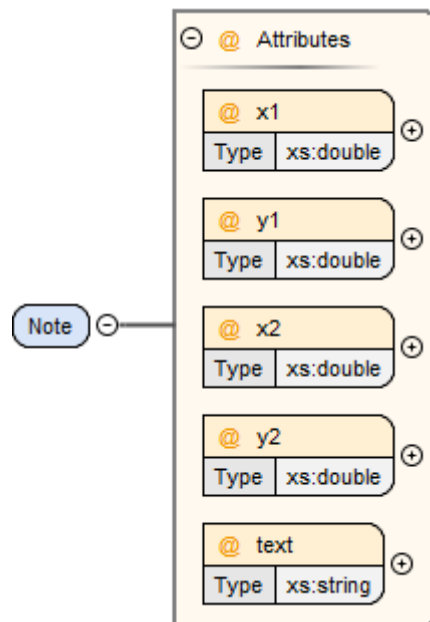 @ Attributes
@ x1
Type xs:double
@ y1
Type xs:double
Note
@ x2
Type xs:double
@ y2
Type xs:double
@ text
Type xs:string